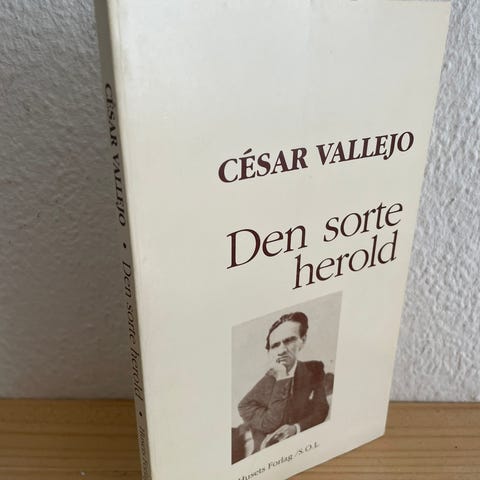 CÉSAR VALLEJO
Den sorte
herold
Husets Forlag/S.O.L.
CÉSAR VALLEJO • Den sorte herold •